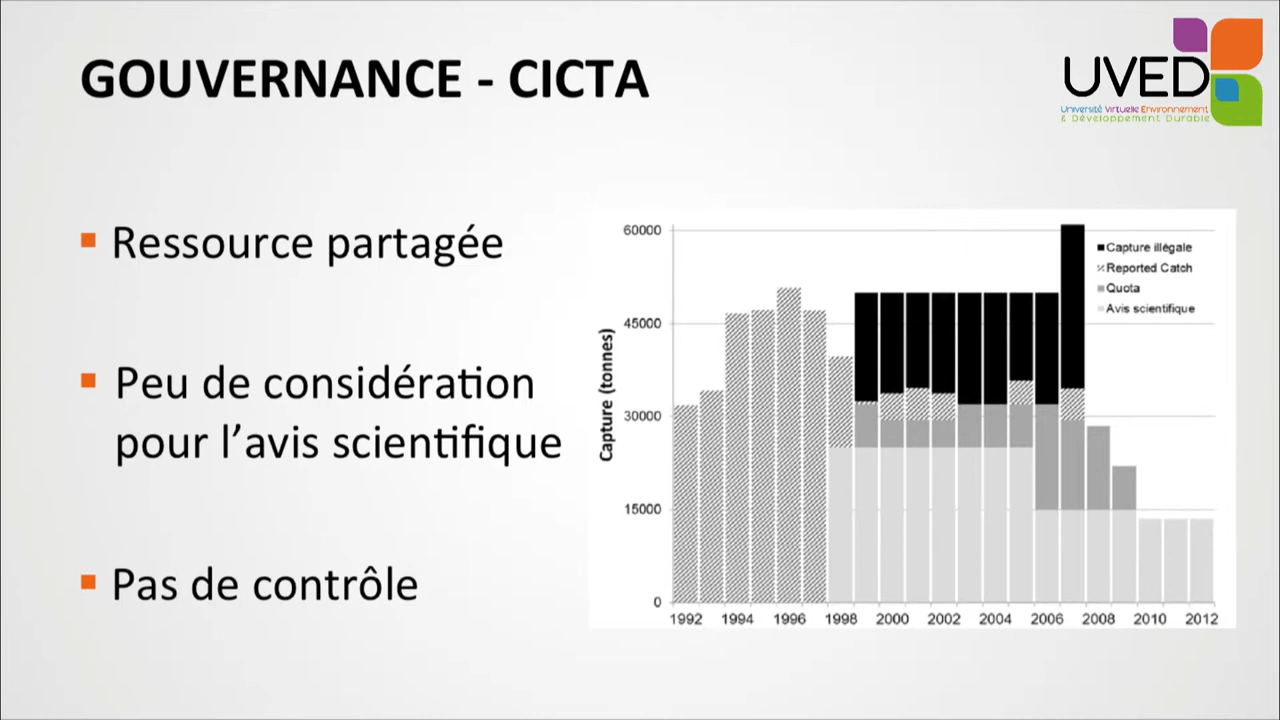 GOUVERNANCE - CICTA
UVED
Université Virtuelle Environnement
& Développement Durable
Ressource partagée
Peu de considération
pour l'avis scientifique
Pas de contrôle
Capture (tonnes)
60000
45000
30000
15000
0
Capture illégale
Reported Catch
Quota
Avis scientifique
1992 1994 1996 1998 2000 2002 2004 2006 2008 2010 2012